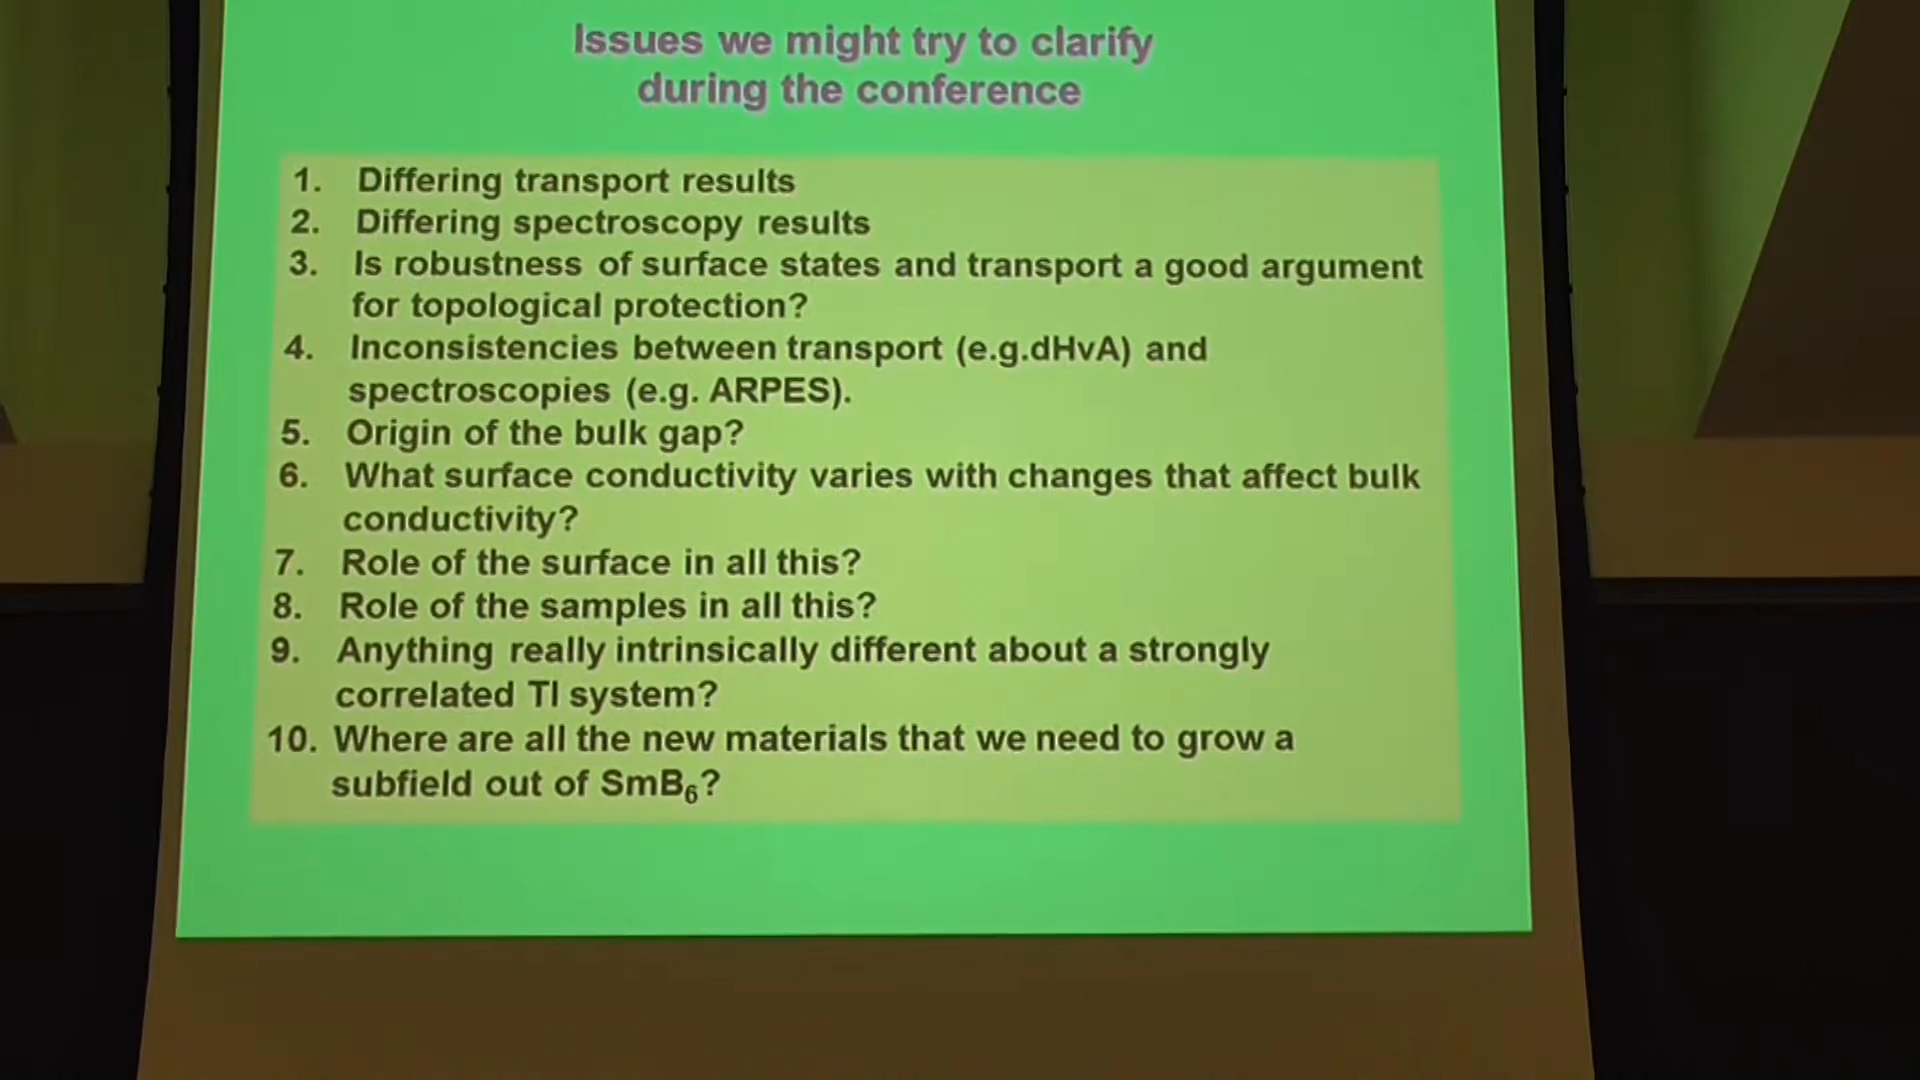 Issues we might try to clarify
during the conference
1. Differing transport results
2. Differing spectroscopy results
3. Is robustness of surface states and transport a good argument
for topological protection?
4. Inconsistencies between transport (e.g.dHvA) and
spectroscopies (e.g. ARPES).
5. Origin of the bulk gap?
6. What surface conductivity varies with changes that affect bulk
conductivity?
7. Role of the surface in all this?
8. Role of the samples in all this?
9. Anything really intrinsically different about a strongly
correlated TI system?
10. Where are all the new materials that we need to grow a
subfield out of SmB₆?